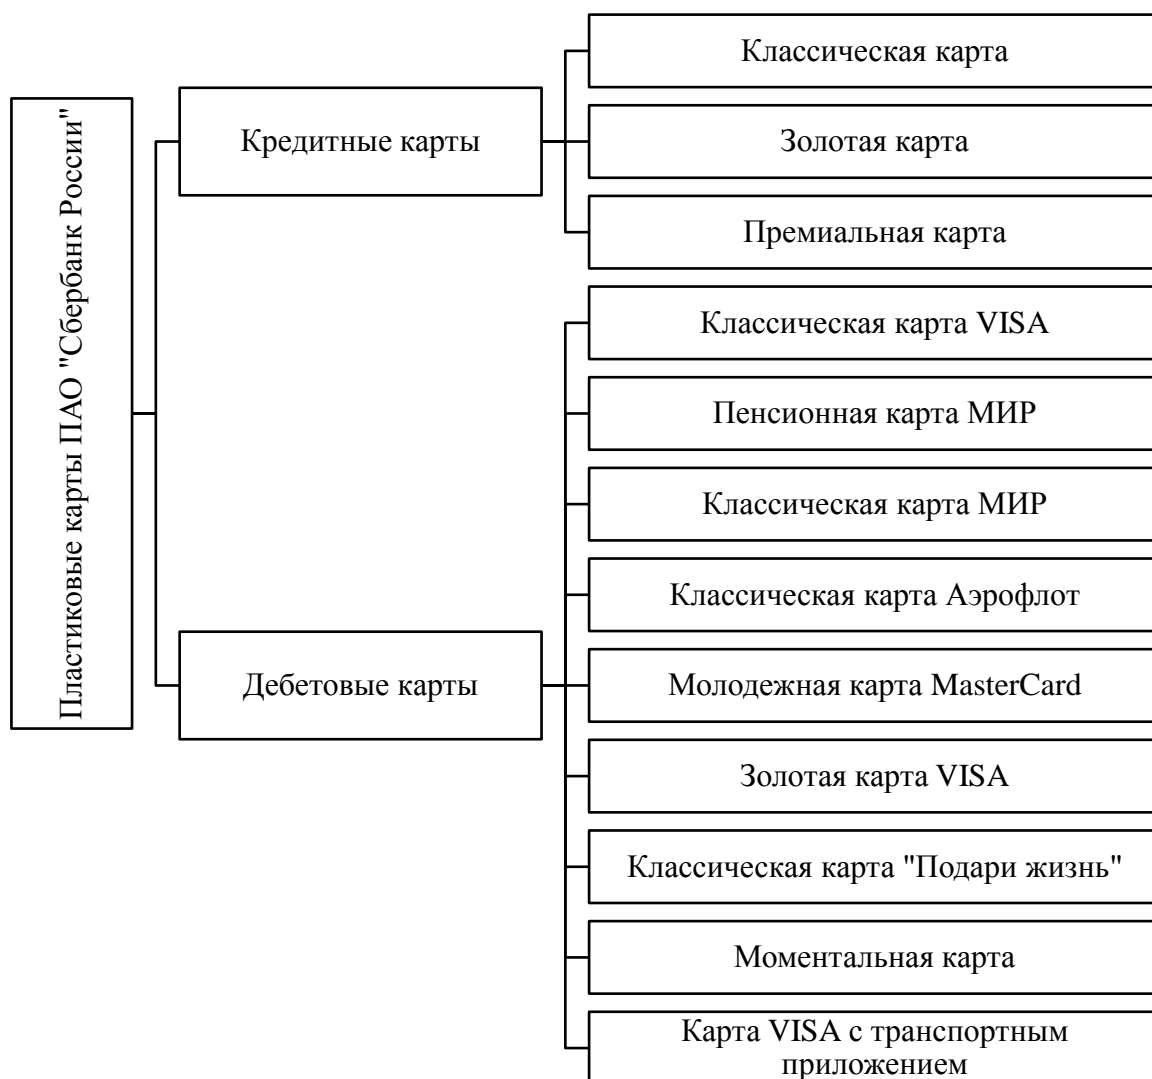 Пластиковые карты ПАО "Сбербанк России"
Кредитные карты
Классическая карта
Золотая карта
Премиальная карта
Дебетовые карты
Классическая карта VISA
Пенсионная карта МИР
Классическая карта МИР
Классическая карта Аэрофлот
Молодежная карта MasterCard
Золотая карта VISA
Классическая карта "Подари жизнь"
Моментальная карта
Карта VISA с транспортным
приложением